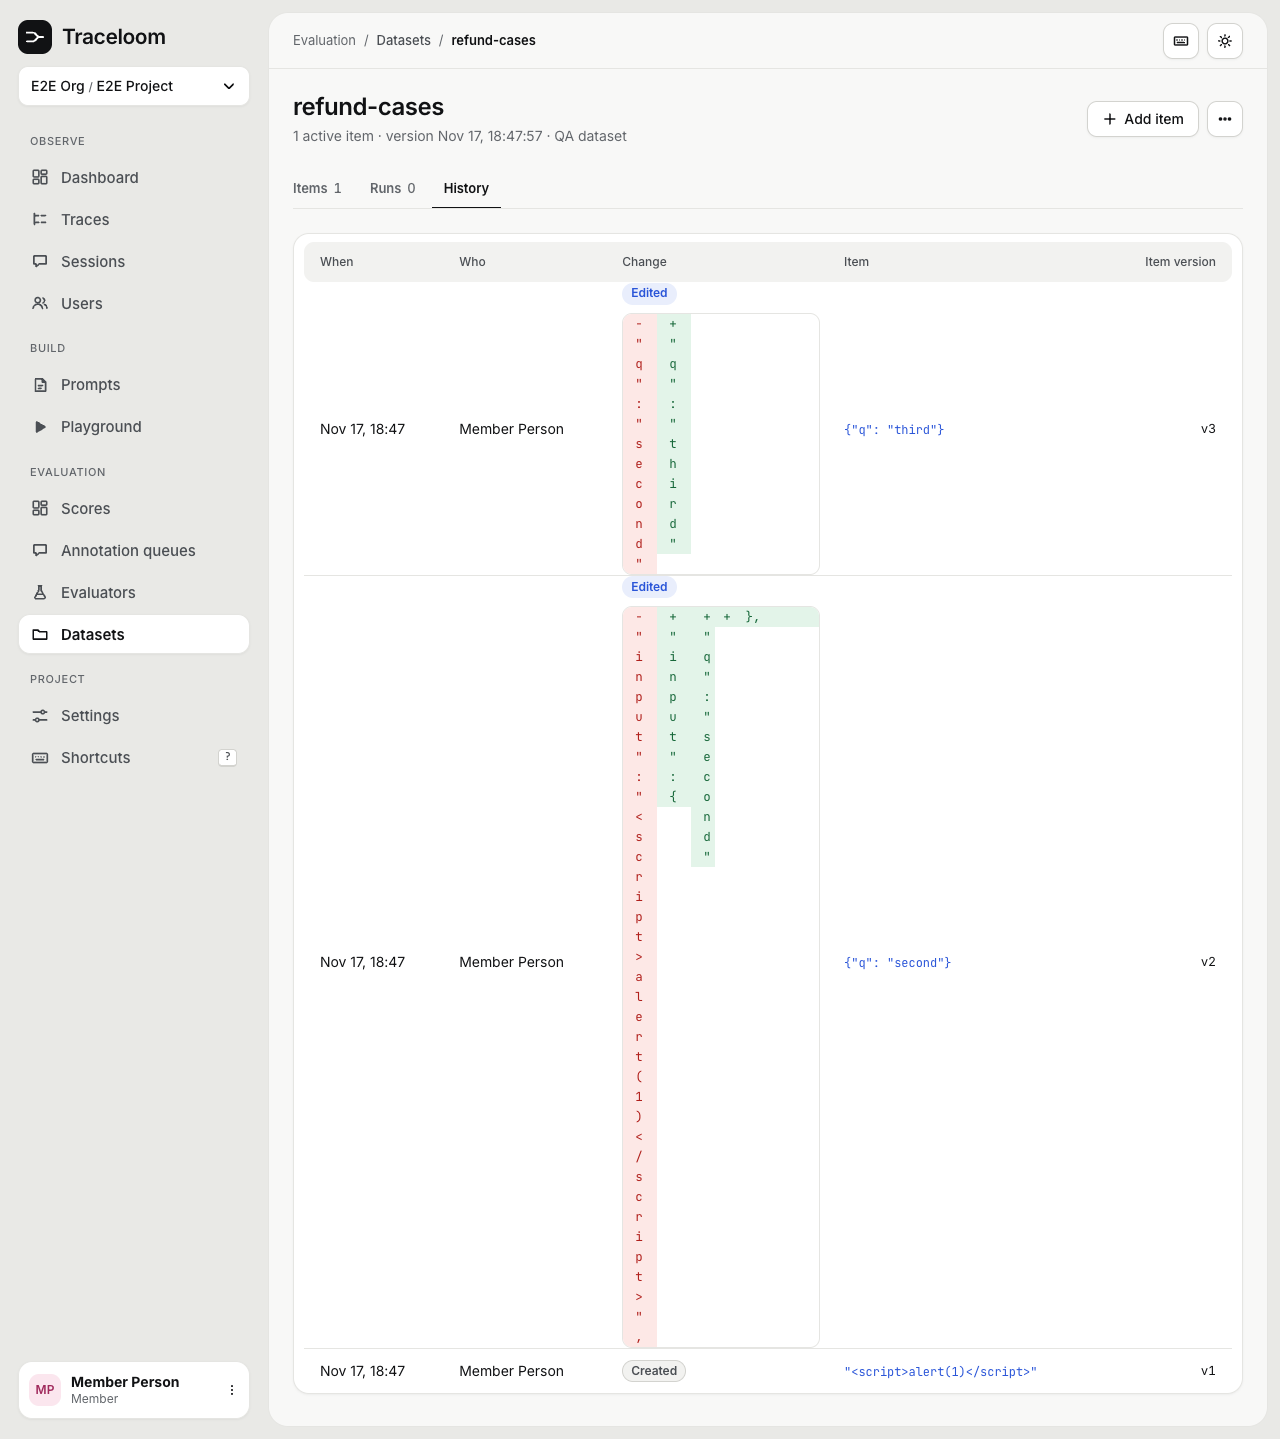 Traceloom
E2E Org / E2E Project
OBSERVE
Dashboard
Traces
Sessions
Users
BUILD
Prompts
Playground
EVALUATION
Scores
Annotation queues
Evaluators
Datasets
PROJECT
Settings
Shortcuts ?
MP Member Person
Member
Evaluation / Datasets / refund-cases
refund-cases
1 active item · version Nov 17, 18:47:57 · QA dataset
Add item
Items 1 Runs 0 History
When Who Change Item Item version
Nov 17, 18:47 Member Person Edited {"q": "third"} v3
- "q":"second"
+ "q":"third"
Nov 17, 18:47 Member Person Edited {"q": "second"} v2
- "input":"<script>alert(1)</script>",
+ "input":{
+ "q":"second"
+ },
Nov 17, 18:47 Member Person Created "<script>alert(1)</script>" v1